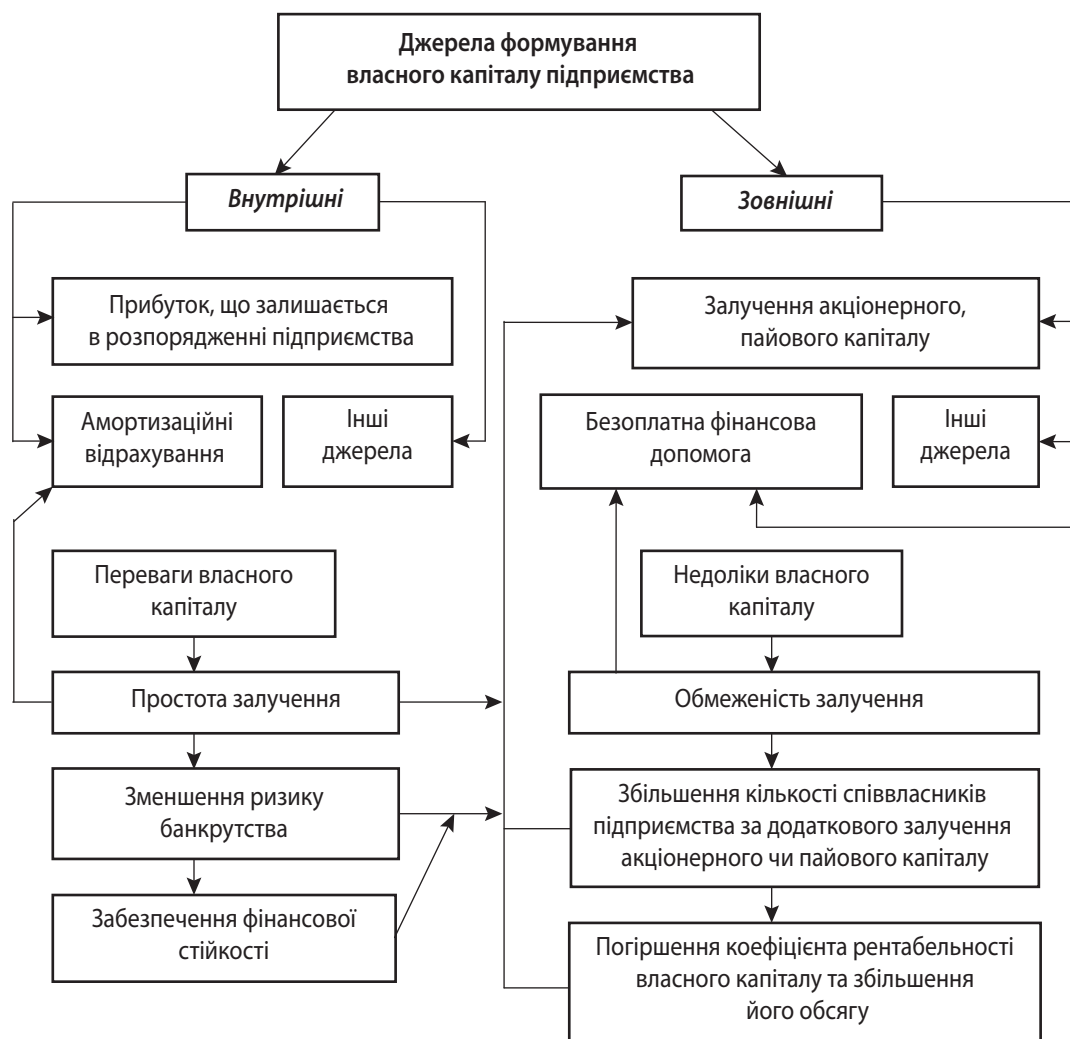 Джерела формування
власного капіталу підприємства
Внутрішні
Зовнішні
Прибуток, що залишається
в розпорядженні підприємства
Залучення акціонерного,
пайового капіталу
Амортизаційні
відрахування
Інші
джерела
Безоплатна фінансова
допомога
Інші
джерела
Переваги власного
капіталу
Недоліки власного
капіталу
Простота залучення
Обмеженість залучення
Зменшення ризику
банкрутства
Збільшення кількості співвласників
підприємства за додаткового залучення
акціонерного чи пайового капіталу
Забезпечення фінансової
стійкості
Погіршення коефіцієнта рентабельності
власного капіталу та збільшення
його обсягу